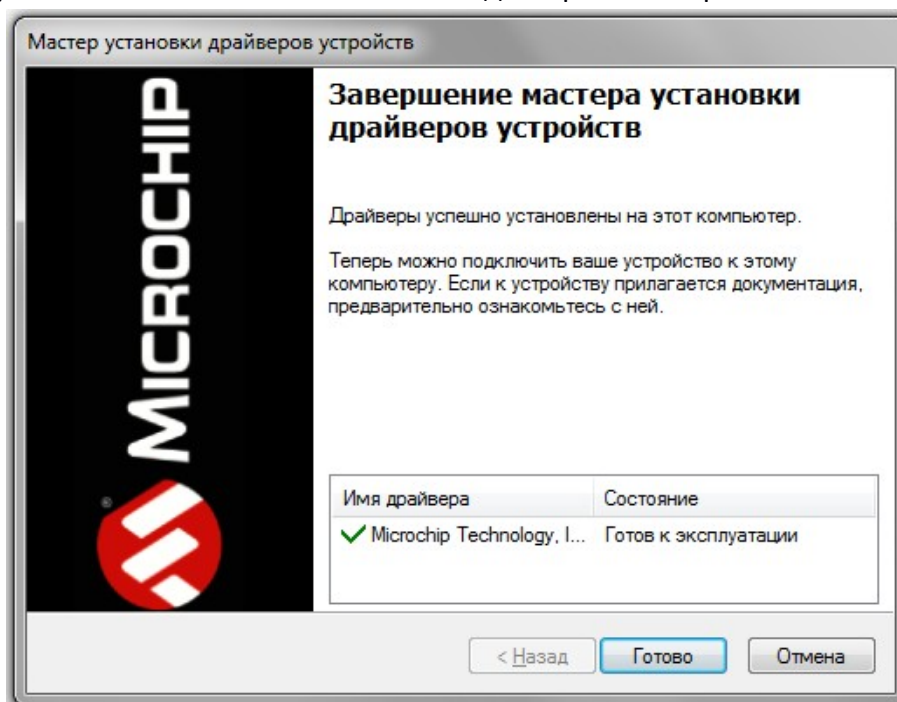 Мастер установки драйверов устройств
MICROCHIP
Завершение мастера установки
драйверов устройств
Драйверы успешно установлены на этот компьютер.
Теперь можно подключить ваше устройство к этому
компьютеру. Если к устройству прилагается документация,
предварительно ознакомьтесь с ней.
Имя драйвера Состояние
Microchip Technology, I... Готов к эксплуатации
< Назад Готово Отмена